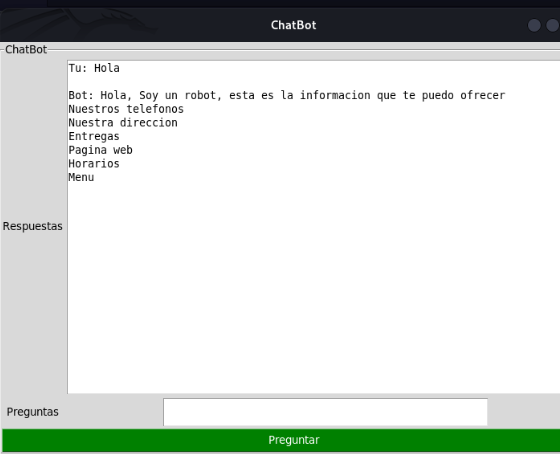 ChatBot
ChatBot
Tu: Hola
Bot: Hola, Soy un robot, esta es la informacion que te puedo ofrecer
Nuestros telefonos
Nuestra direccion
Entregas
Pagina web
Horarios
Menu
Respuestas
Preguntas
Preguntar